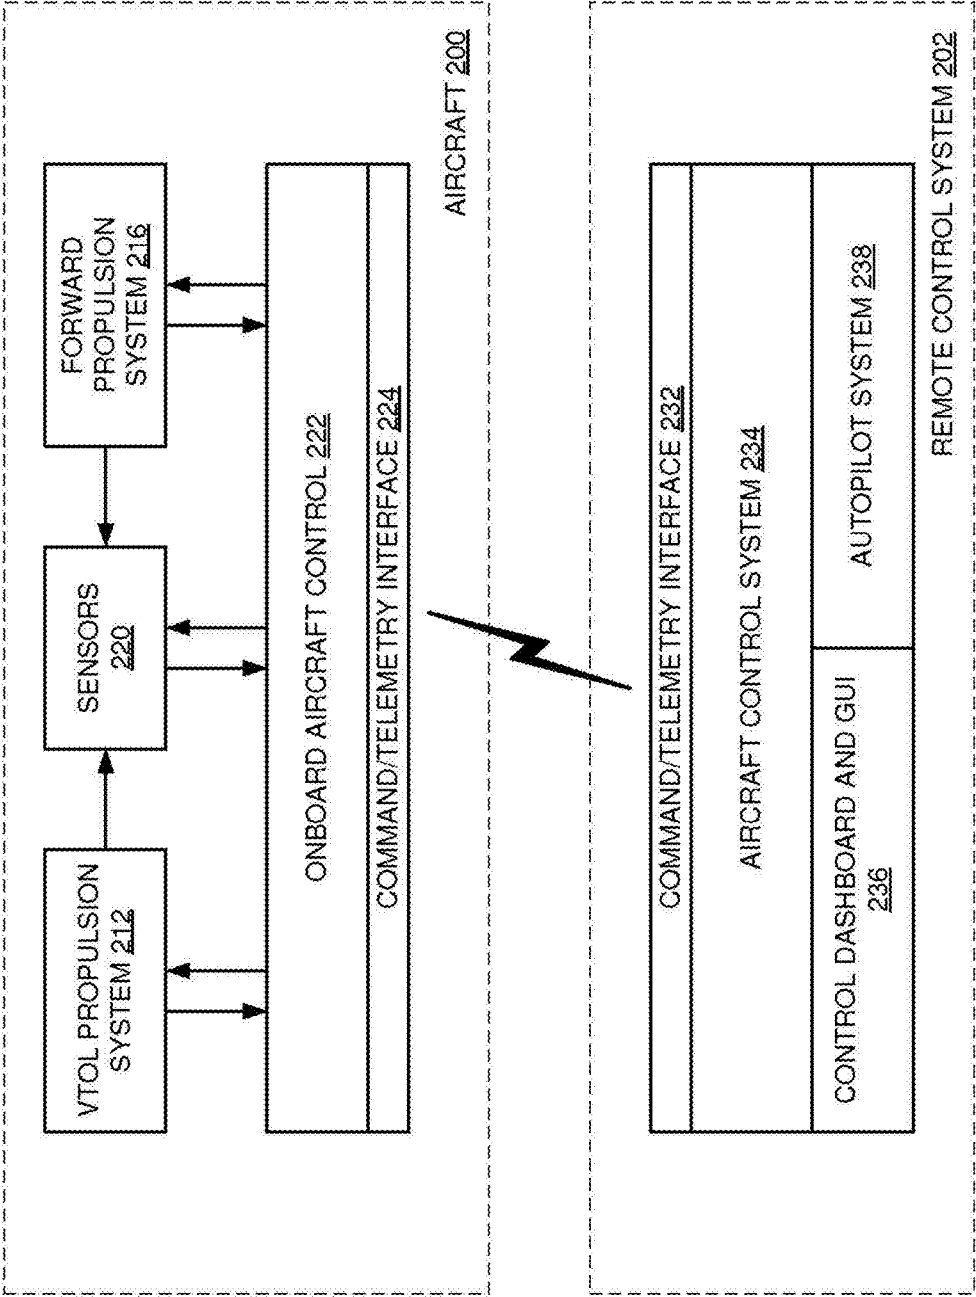 VTOL PROPULSION
SYSTEM 212
SENSORS
220
FORWARD
PROPULSION
SYSTEM 216
ONBOARD AIRCRAFT CONTROL 222
COMMAND/TELEMETRY INTERFACE 224
AIRCRAFT 200
COMMAND/TELEMETRY INTERFACE 232
AIRCRAFT CONTROL SYSTEM 234
CONTROL DASHBOARD AND GUI
236
AUTOPILOT SYSTEM 238
REMOTE CONTROL SYSTEM 202